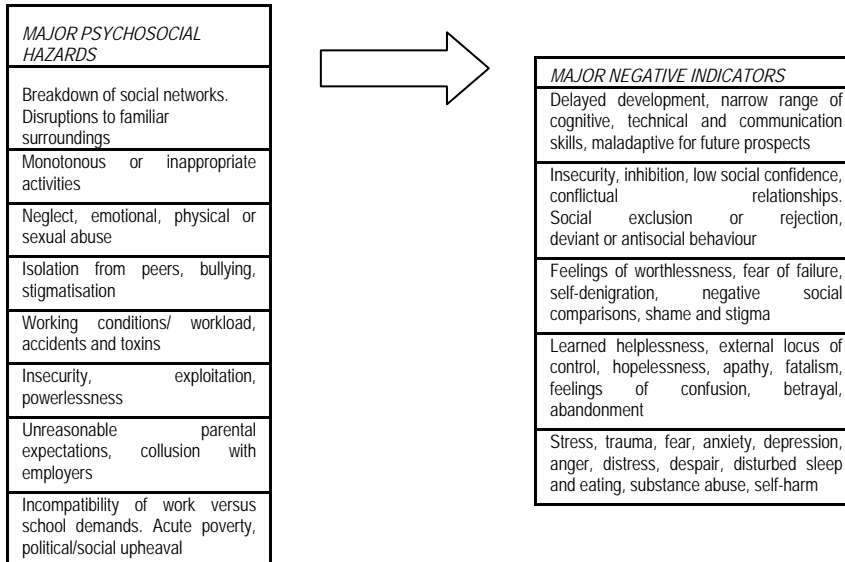 MAJOR PSYCHOSOCIAL
HAZARDS
Breakdown of social networks.
Disruptions to familiar
surroundings
Monotonous or inappropriate
activities
Neglect, emotional, physical or
sexual abuse
Isolation from peers, bullying,
stigmatisation
Working conditions/ workload,
accidents and toxins
Insecurity, exploitation,
powerlessness
Unreasonable parental
expectations, collusion with
employers
Incompatibility of work versus
school demands. Acute poverty,
political/social upheaval
MAJOR NEGATIVE INDICATORS
Delayed development, narrow range of
cognitive, technical and communication
skills, maladaptive for future prospects
Insecurity, inhibition, low social confidence,
conflictual relationships.
Social exclusion or rejection,
deviant or antisocial behaviour
Feelings of worthlessness, fear of failure,
self-denigration, negative social
comparisons, shame and stigma
Learned helplessness, external locus of
control, hopelessness, apathy, fatalism,
feelings of confusion, betrayal,
abandonment
Stress, trauma, fear, anxiety, depression,
anger, distress, despair, disturbed sleep
and eating, substance abuse, self-harm